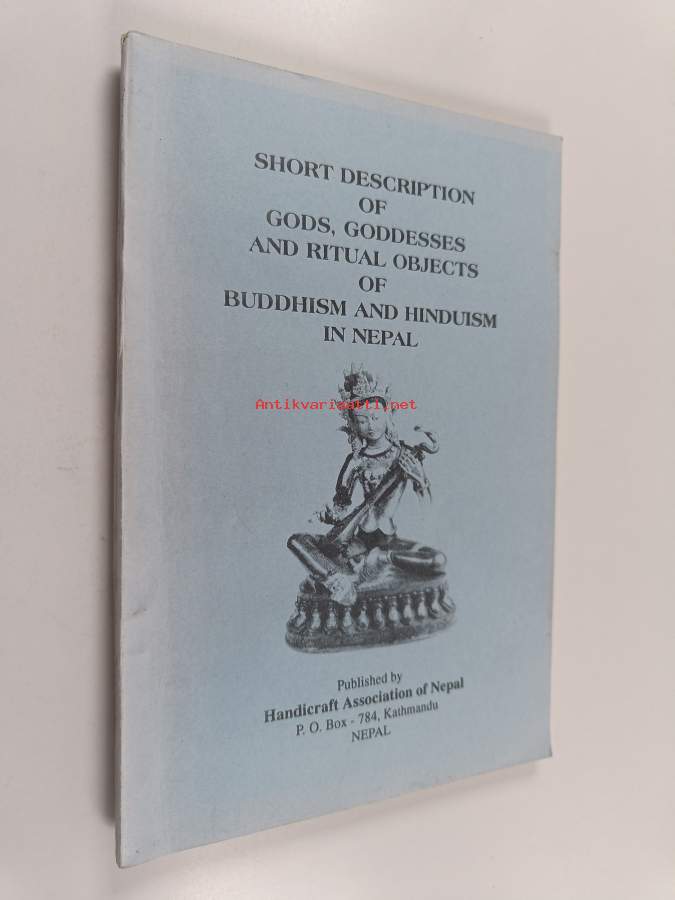 SHORT DESCRIPTION
OF
GODS, GODDESSES
AND RITUAL OBJECTS
OF
BUDDHISM AND HINDUISM
IN NEPAL
Antikvariaatti.net
Published by
Handicraft Association of Nepal
P. O. Box - 784, Kathmandu
NEPAL